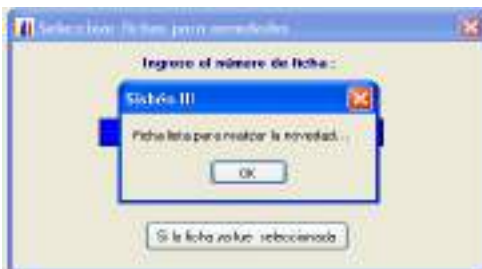 Seleccionar fichas para novedades
Ingrese el número de ficha :
Sisbén III
Ficha lista para realizar la novedad...
OK
Si la ficha ya fue seleccionada